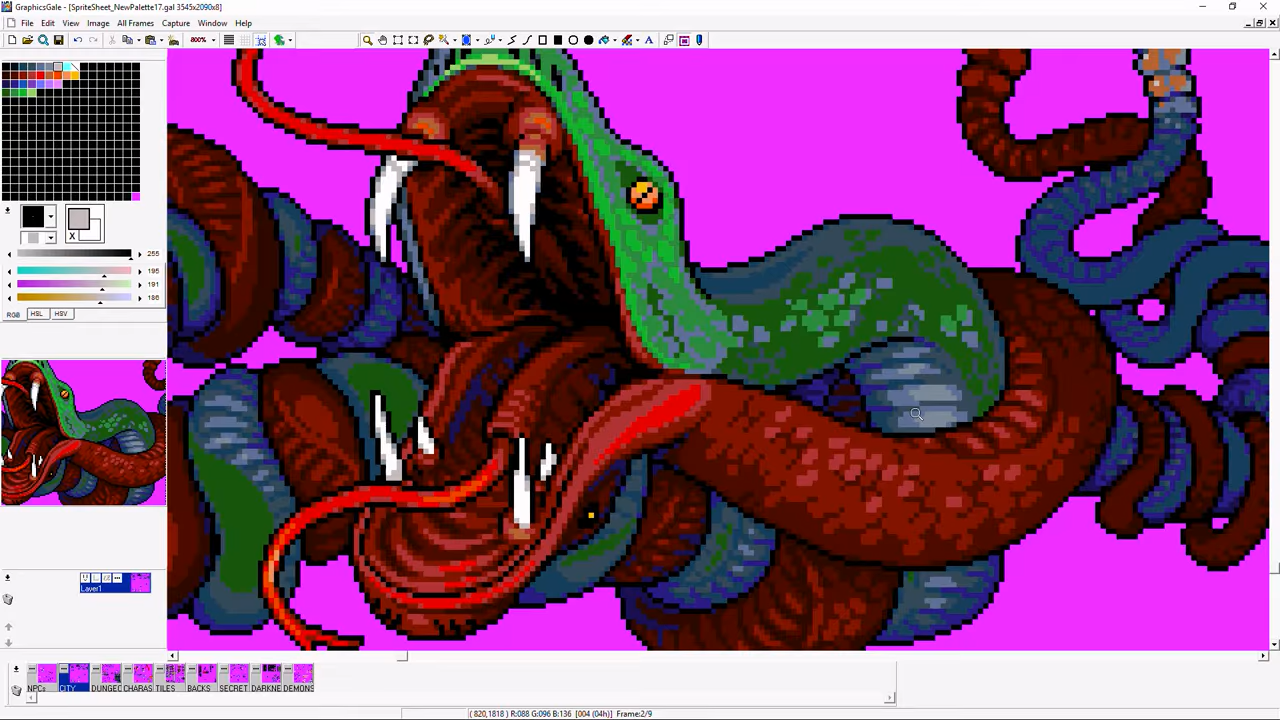 GraphicsGale - [SpriteSheet_NewPalette17.gal 3545x2090x8]
File Edit View Image All Frames Capture Window Help
800%
A
255
195
191
186
X
RGB HSL HSV
Layer1
NPCs CITY DUNGEO CHARAS TILES BACKS SECRET DARKNE DEMONS
( 820,1818) R:088 G:096 B:136 [004 (04h)] Frame:2/9